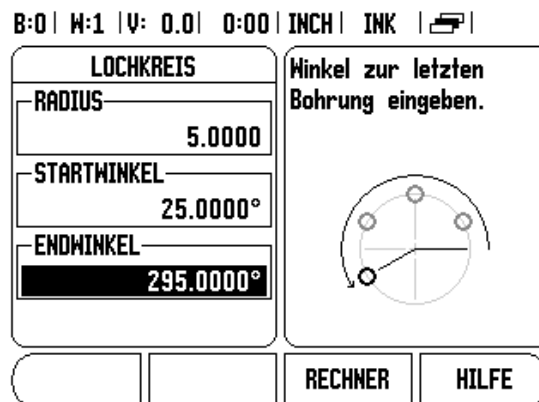 B:0 | W:1 | V: 0.0 | 0:00 | INCH | INK |
LOCHKREIS
RADIUS
5.0000
STARTWINKEL
25.0000°
ENDWINKEL
295.0000°
Winkel zur letzten
Bohrung eingeben.
RECHNER HILFE